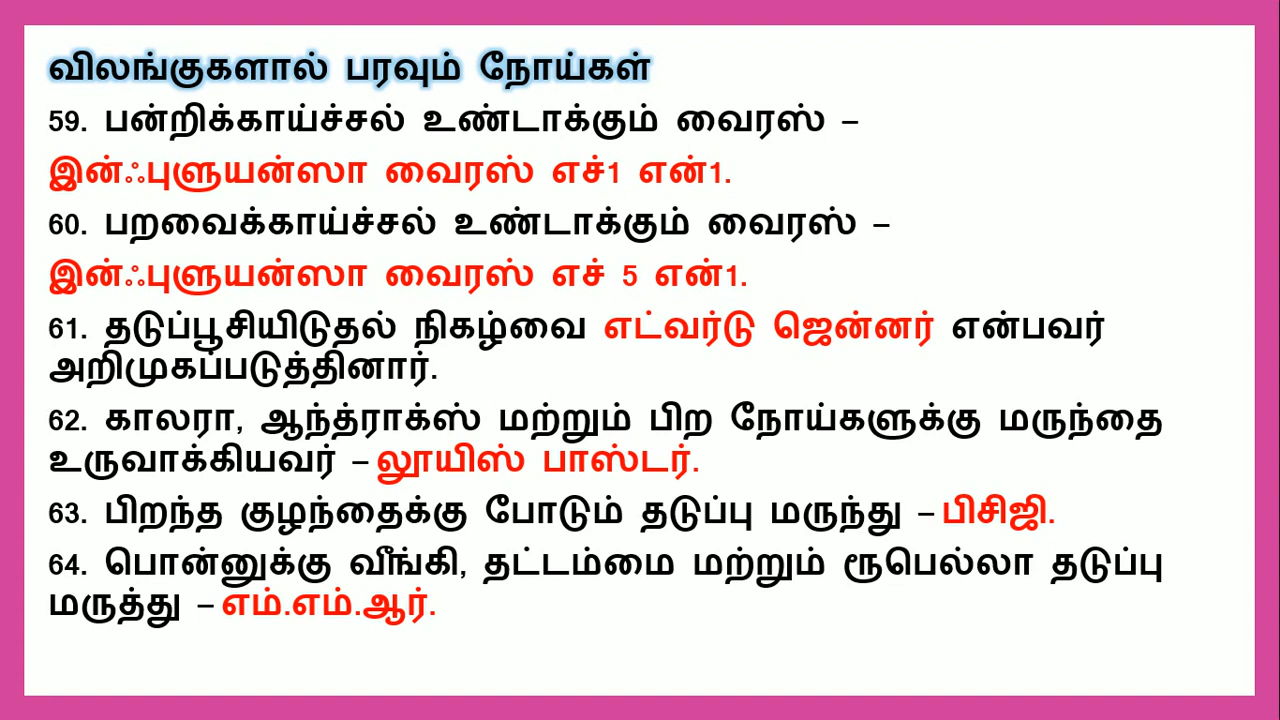 விலங்குகளால் பரவும் நோய்கள்
59. பன்றிக்காய்ச்சல் உண்டாக்கும் வைரஸ் –
இன்ஃபுளுயன்ஸா வைரஸ் எச்1 என்1.
60. பறவைக்காய்ச்சல் உண்டாக்கும் வைரஸ் –
இன்ஃபுளுயன்ஸா வைரஸ் எச் 5 என்1.
61. தடுப்பூசியிடுதல் நிகழ்வை எட்வர்டு ஜென்னர் என்பவர்
அறிமுகப்படுத்தினார்.
62. காலரா, ஆந்த்ராக்ஸ் மற்றும் பிற நோய்களுக்கு மருந்தை
உருவாக்கியவர் – லூயிஸ் பாஸ்டர்.
63. பிறந்த குழந்தைக்கு போடும் தடுப்பு மருந்து – பிசிஜி.
64. பொன்னுக்கு வீங்கி, தட்டம்மை மற்றும் ரூபெல்லா தடுப்பு
மருத்து – எம்.எம்.ஆர்.